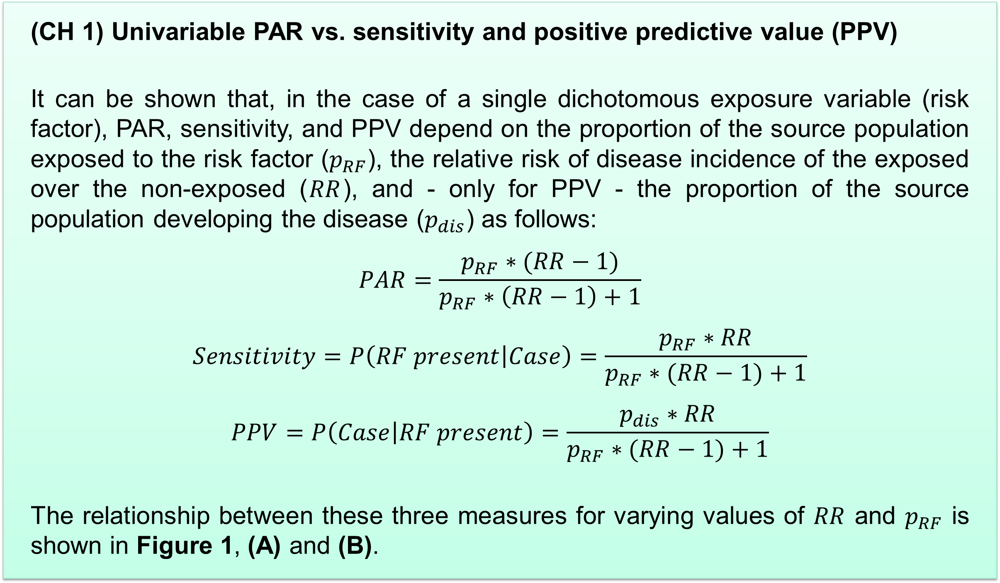 (CH 1) Univariable PAR vs. sensitivity and positive predictive value (PPV)
It can be shown that, in the case of a single dichotomous exposure variable (risk
factor), PAR, sensitivity, and PPV depend on the proportion of the source population
exposed to the risk factor (p_{RF}), the relative risk of disease incidence of the exposed
over the non-exposed (RR), and - only for PPV - the proportion of the source
population developing the disease (p_{dis}) as follows:
PAR = \frac{p_{RF} * (RR - 1)}{p_{RF} * (RR - 1) + 1}
Sensitivity = P(RF present|Case) = \frac{p_{RF} * RR}{p_{RF} * (RR - 1) + 1}
PPV = P(Case|RF present) = \frac{p_{dis} * RR}{p_{RF} * (RR - 1) + 1}
The relationship between these three measures for varying values of RR and p_{RF} is
shown in Figure 1, (A) and (B).